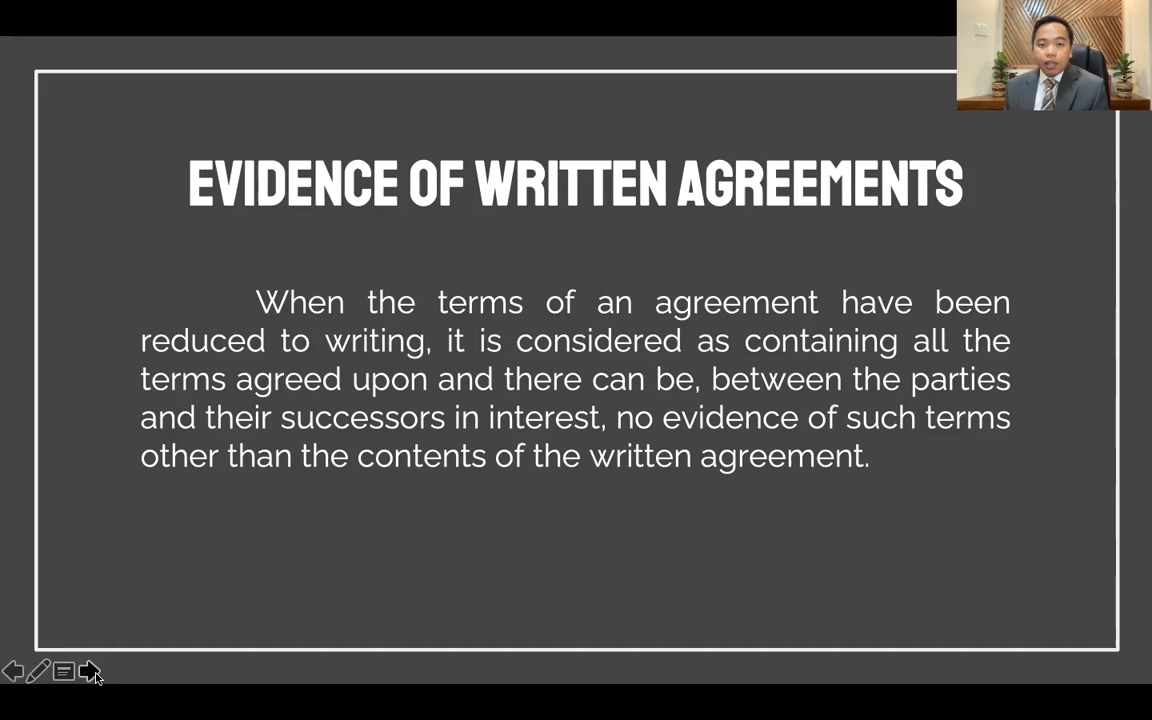 EVIDENCE OF WRITTEN AGREEMENTS
When the terms of an agreement have been
reduced to writing, it is considered as containing all the
terms agreed upon and there can be, between the parties
and their successors in interest, no evidence of such terms
other than the contents of the written agreement.